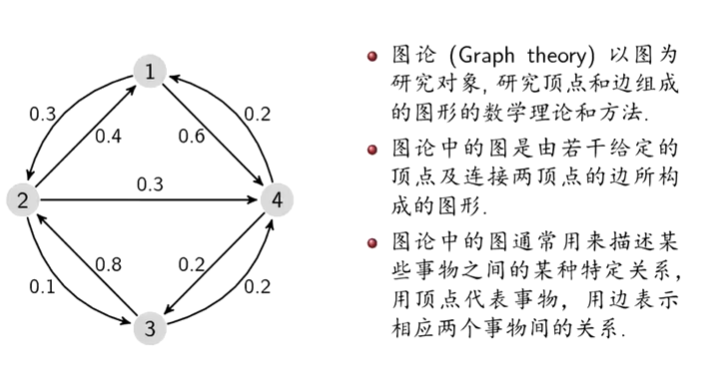 1
0.3
0.2
0.4
0.6
2
0.3
4
0.8
0.2
0.1
0.2
3
图论 (Graph theory) 以图为
研究对象, 研究顶点和边组成
的图形的数学理论和方法.
图论中的图是由若干给定的
顶点及连接两顶点的边所构
成的图形.
图论中的图通常用来描述某
些事物之间的某种特定关系,
用顶点代表事物, 用边表示
相应两个事物间的关系.